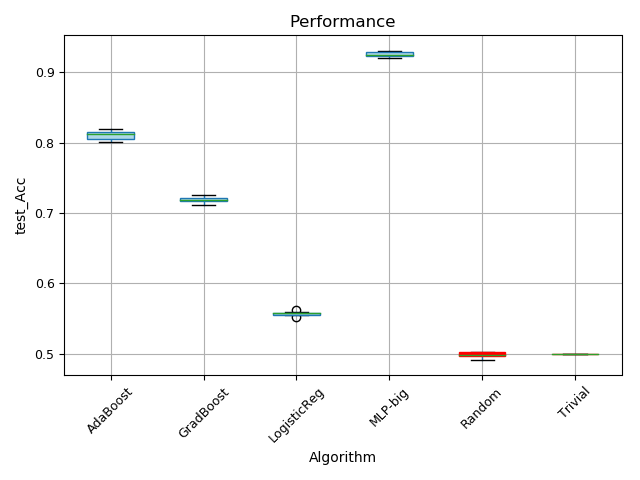 Performance
test_Acc
0.9
0.8
0.7
0.6
0.5
AdaBoost
GradBoost
LogisticReg
MLP-big
Random
Trivial
Algorithm